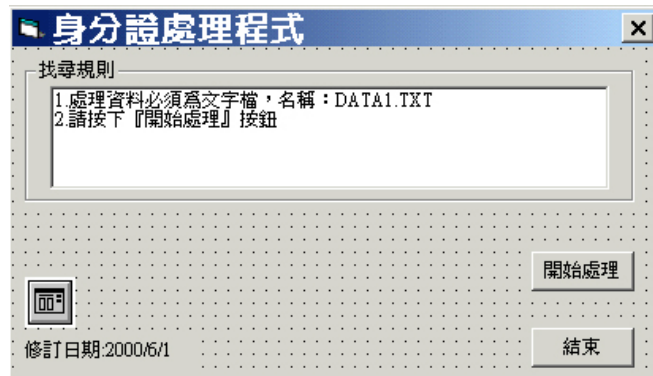 身分證處理程式
找尋規則
1.處理資料必須為文字檔，名稱：DATA1.TXT
2.請按下『開始處理』按鈕
開始處理
修訂日期:2000/6/1
結束